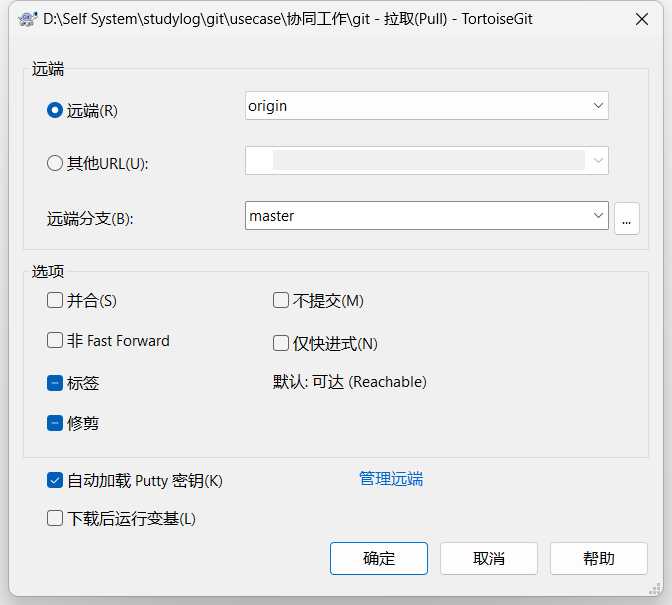 D:\Self System\studylog\git\usecase\协同工作\git - 拉取(Pull) - TortoiseGit
远端
远端(R)
origin
其他URL(U):
远端分支(B):
master
...
选项
并合(S)
不提交(M)
非 Fast Forward
仅快进式(N)
标签
默认: 可达 (Reachable)
修剪
自动加载 Putty 密钥(K)
管理远端
下载后运行变基(L)
确定
取消
帮助